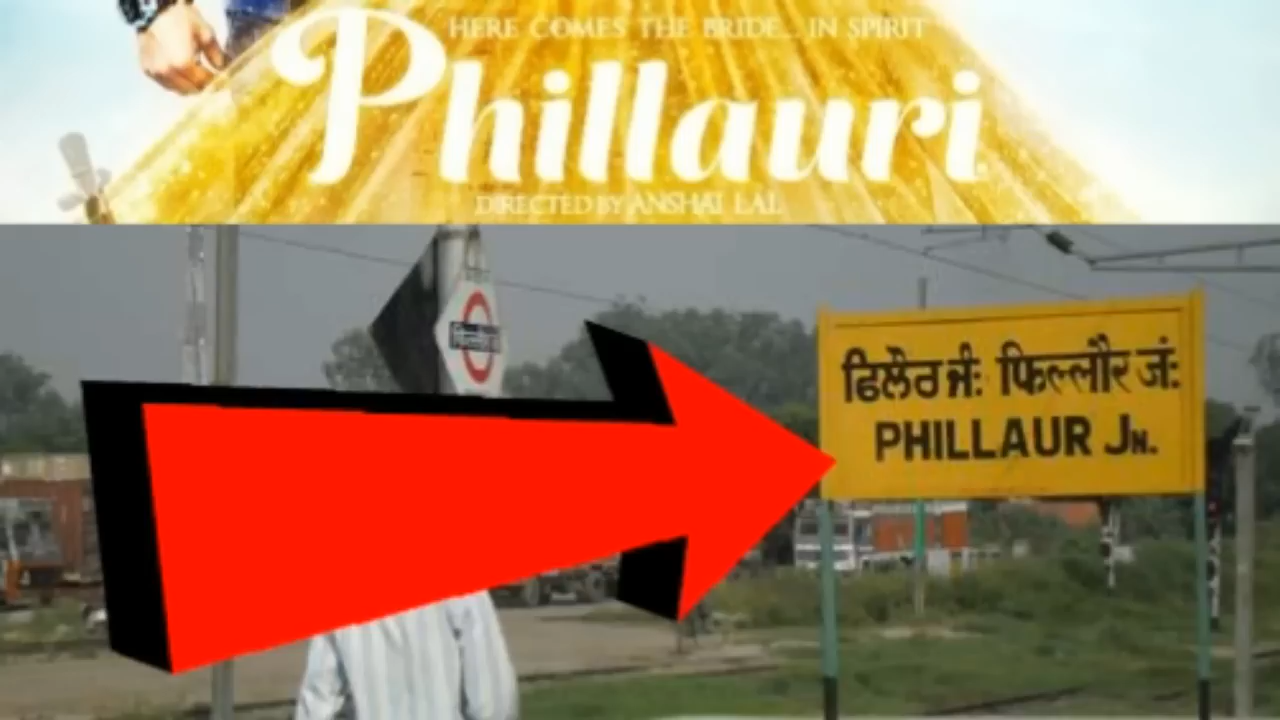 HERE COMES THE BRIDE... IN SPIRIT
Phillauri
DIRECTED BY ANSHAI LAL
ਫਿਲੌਰ ਜੰ: फिल्लौर जं:
PHILLAUR JN.